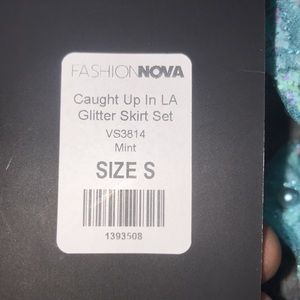 FASHIONNOVA
Caught Up In LA
Glitter Skirt Set
VS3814
Mint
SIZE S
1393508